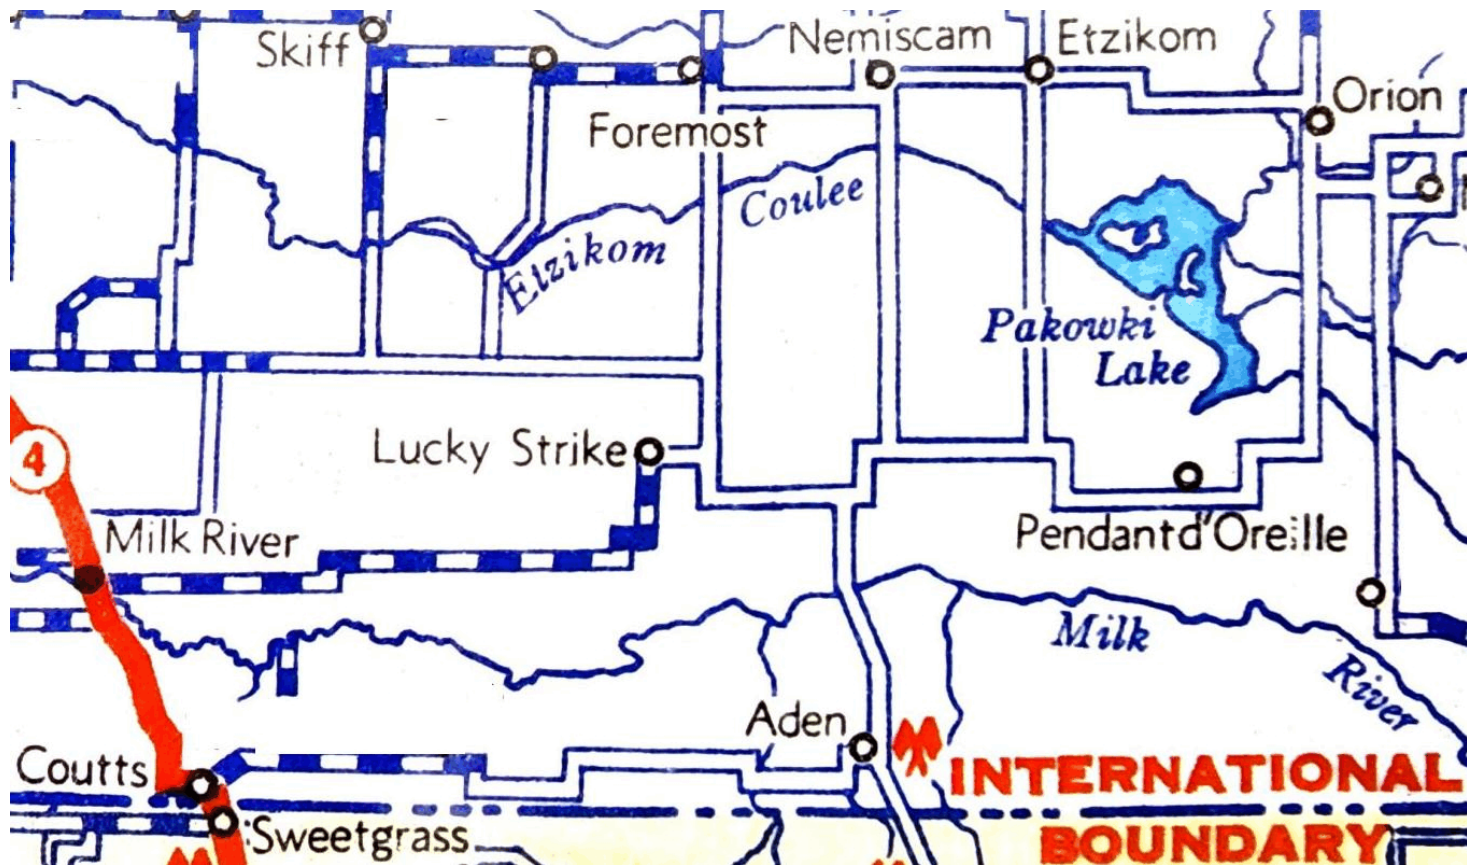 Skiff
Nemiscam
Etzikom
Orion
Foremost
Coulee
Etzikom
Pakowki
Lake
4
Lucky Strike
Milk River
Pendant d'Oreille
Milk
River
Aden
Coutts
INTERNATIONAL
BOUNDARY
Sweetgrass